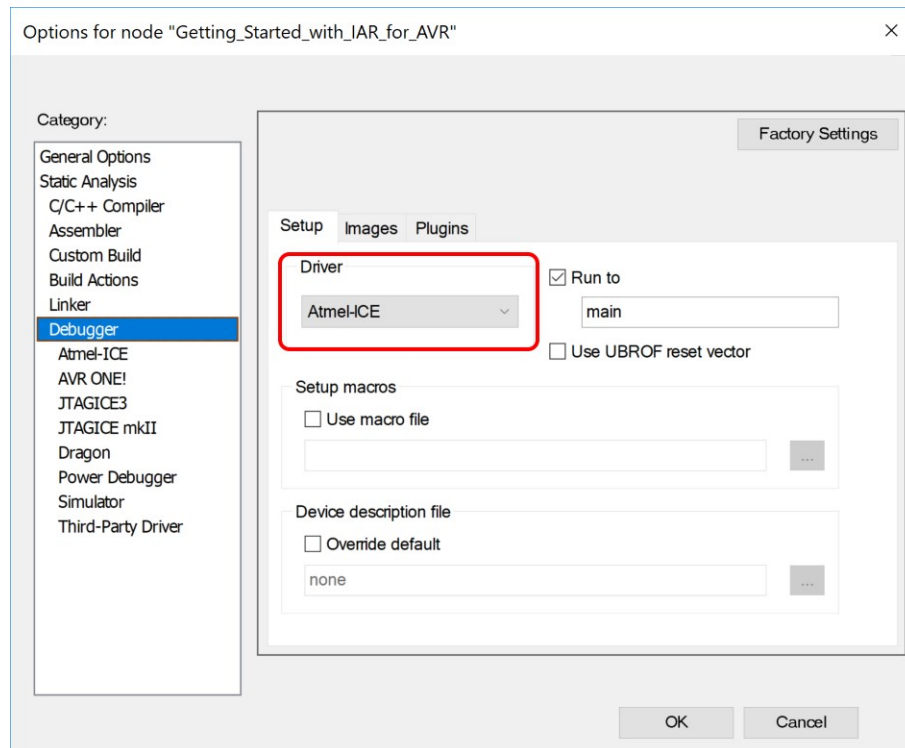 Options for node "Getting_Started_with_IAR_for_AVR"
Category:
General Options
Static Analysis
C/C++ Compiler
Assembler
Custom Build
Build Actions
Linker
Debugger
Atmel-ICE
AVR ONE!
JTAGICE3
JTAGICE mkII
Dragon
Power Debugger
Simulator
Third-Party Driver
Factory Settings
Setup Images Plugins
Driver
Atmel-ICE
Run to
main
Use UBROF reset vector
Setup macros
Use macro file
...
Device description file
Override default
none
...
OK Cancel